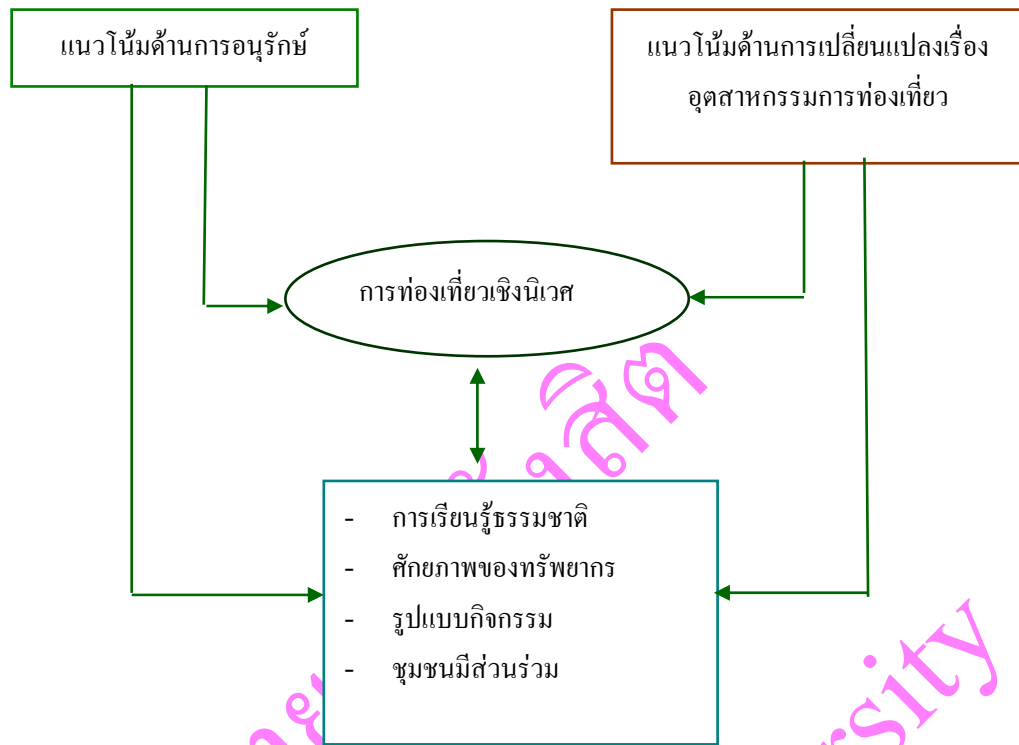 แนวโน้มด้านการอนุรักษ์
แนวโน้มด้านการเปลี่ยนแปลงเรื่อง
อุตสาหกรรมการท่องเที่ยว
การท่องเที่ยวเชิงนิเวศ
- การเรียนรู้ธรรมชาติ
- ศักยภาพของทรัพยากร
- รูปแบบกิจกรรม
- ชุมชนมีส่วนร่วม